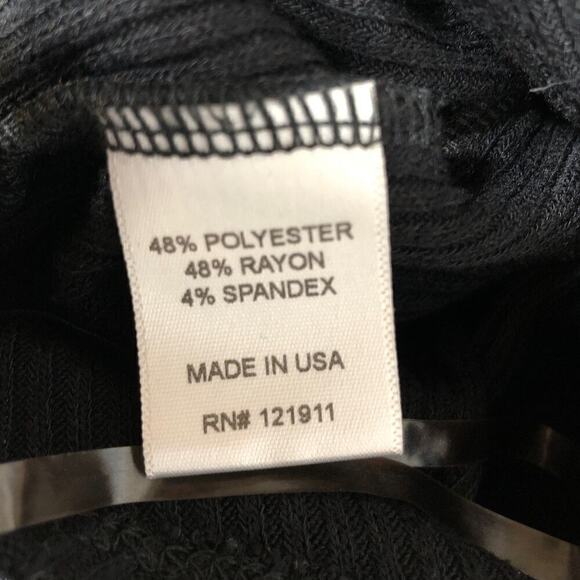 48% POLYESTER
48% RAYON
4% SPANDEX
MADE IN USA
RN# 121911